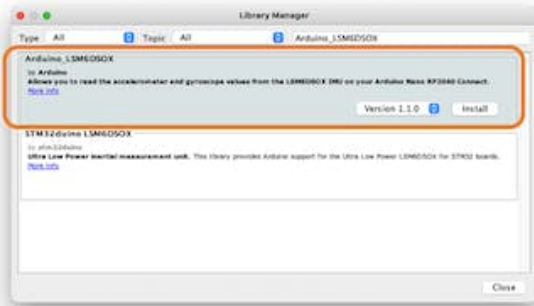 Library Manager
Type All Topic All Arduino_LSM6DSOX
Arduino_LSM6DSOX
by Arduino
Allows you to read the accelerometer and gyroscope values from the LSM6DSOX IMU on your Arduino Nano RP2040 Connect.
More info
Version 1.1.0 Install
STM32duino LSM6DSOX
by stm32duino
Ultra Low Power inertial measurement unit. This library provides Arduino support for the Ultra Low Power LSM6DSOX for STM32 boards.
More info
Close